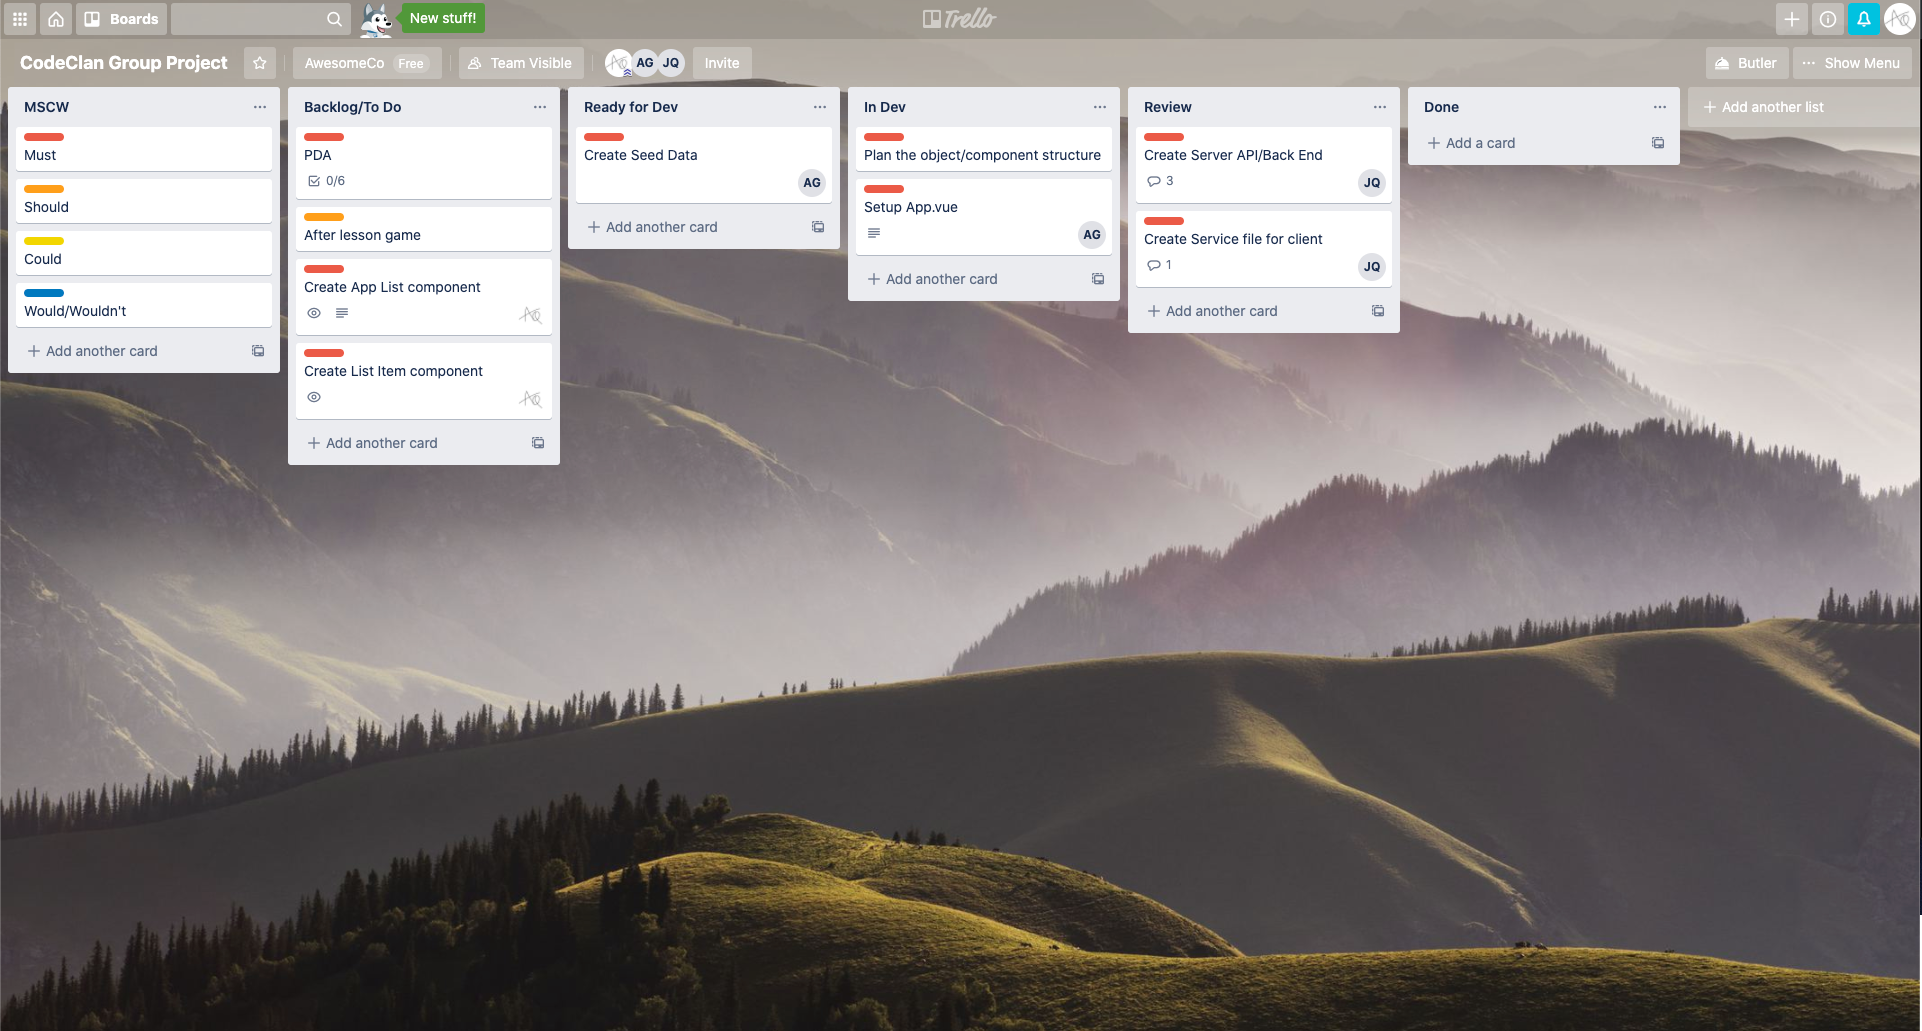 Boards
New stuff!
Trello
CodeClan Group Project
AwesomeCo Free
Team Visible
AG JQ
Invite
Butler
Show Menu
MSCW
Must
Should
Could
Would/Wouldn't
Add another card
Backlog/To Do
PDA
0/6
After lesson game
Create App List component
Create List Item component
Add another card
Ready for Dev
Create Seed Data
AG
Add another card
In Dev
Plan the object/component structure
Setup App.vue
AG
Add another card
Review
Create Server API/Back End
3
JQ
Create Service file for client
1
JQ
Add another card
Done
Add a card
Add another list